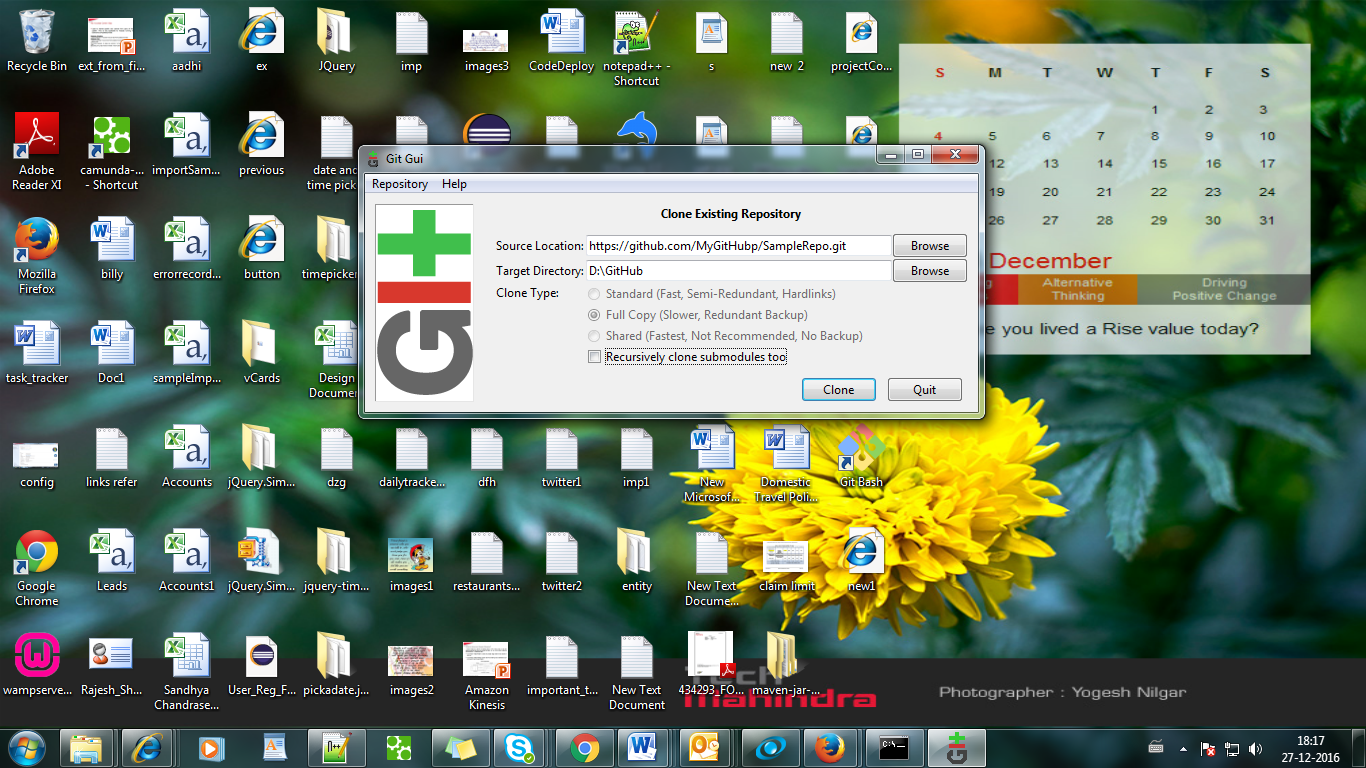 Recycle Bin
ext_from_fi...
aadhi
ex
JQuery
imp
images3
CodeDeploy
notepad++ -
Shortcut
s
new 2
projectCo...
S M T W T F S
1 2 3
4 5 6 7 8 9 10
12 13 14 15 16 17
19 20 21 22 23 24
26 27 28 29 30 31
December
Alternative
Thinking
Driving
Positive Change
e you lived a Rise value today?
Adobe
Reader XI
camunda-...
- Shortcut
importSam...
previous
date and
time pick
Git Gui
Repository Help
Clone Existing Repository
Source Location: https://github.com/MyGitHubp/SampleRepo.git Browse
Target Directory: D:\GitHub Browse
Clone Type: Standard (Fast, Semi-Redundant, Hardlinks)
Full Copy (Slower, Redundant Backup)
Shared (Fastest, Not Recommended, No Backup)
Recursively clone submodules too
Clone Quit
Mozilla
Firefox
billy
errorrecord...
button
timepicker
task_tracker
Doc1
sampleImp...
vCards
Design
Documen
config
links refer
Accounts
jQuery.Sim...
dzg
dailytracke...
dfh
twitter1
imp1
New
Microsof...
Domestic
Travel Poli...
Git Bash
Google
Chrome
Leads
Accounts1
jQuery.Sim...
jquery-tim...
images1
restaurants...
twitter2
entity
New Text
Docume...
claim limit
new1
wampserve...
Rajesh_Sh...
Sandhya
Chandrase...
User_Reg_F...
pickadate.j...
images2
Amazon
Kinesis
important_t...
New Text
Document
434293_FO...
maven-jar-...
Tech
Mahindra
Photographer : Yogesh Nilgar
18:17
27-12-2016